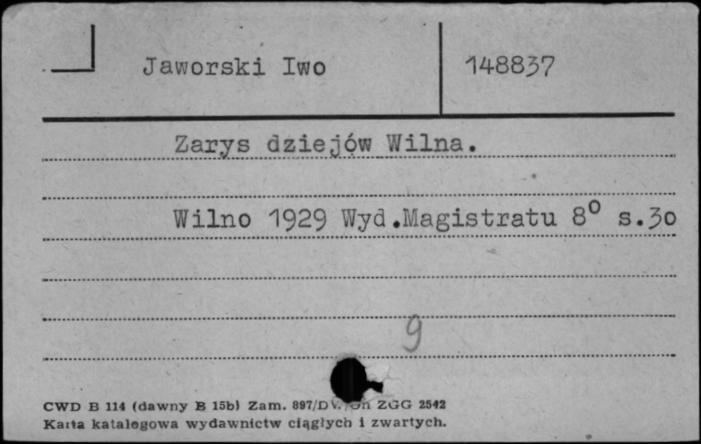 Jaworski Iwo 148837
Zarys dziejów Wilna.
Wilno 1929 Wyd.Magistratu 8⁰ s.30
9
CWD B 114 (dawny B 15b) Zam. 897/DV. ZGG 2542
Karta katalogowa wydawnictw ciągłych i zwartych.